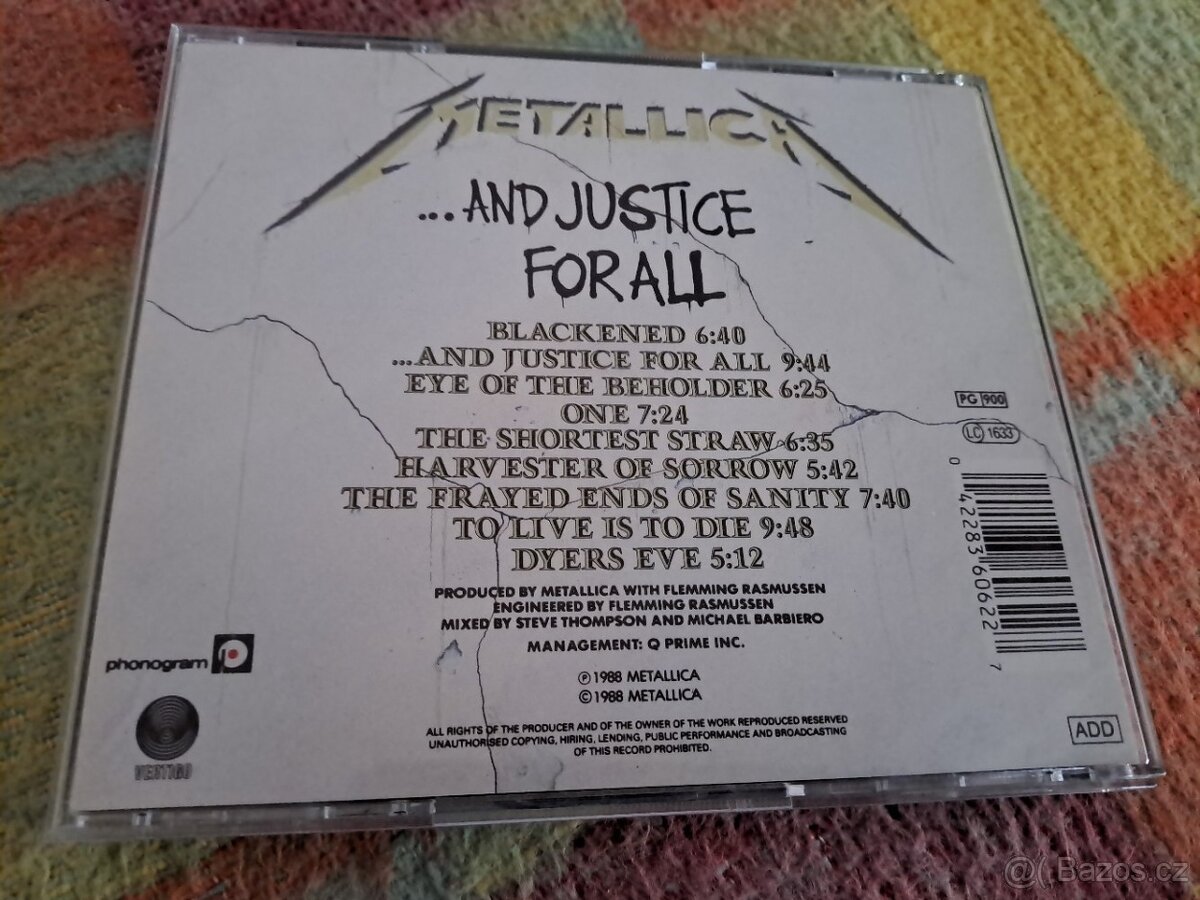 METALLICA
...AND JUSTICE
FOR ALL
BLACKENED 6:40
...AND JUSTICE FOR ALL 9:44
EYE OF THE BEHOLDER 6:25
ONE 7:24
THE SHORTEST STRAW 6:35
HARVESTER OF SORROW 5:42
THE FRAYED ENDS OF SANITY 7:40
TO LIVE IS TO DIE 9:48
DYERS EVE 5:12
PRODUCED BY METALLICA WITH FLEMMING RASMUSSEN
ENGINEERED BY FLEMMING RASMUSSEN
MIXED BY STEVE THOMPSON AND MICHAEL BARBIERO
MANAGEMENT: Q PRIME INC.
℗ 1988 METALLICA
© 1988 METALLICA
ALL RIGHTS OF THE PRODUCER AND OF THE OWNER OF THE WORK REPRODUCED RESERVED
UNAUTHORISED COPYING, HIRING, LENDING, PUBLIC PERFORMANCE AND BROADCASTING
OF THIS RECORD PROHIBITED.
phonogram
VERTIGO
PG 900
LC 1633
0 42283 60622 7
ADD
@( Bazos.cz